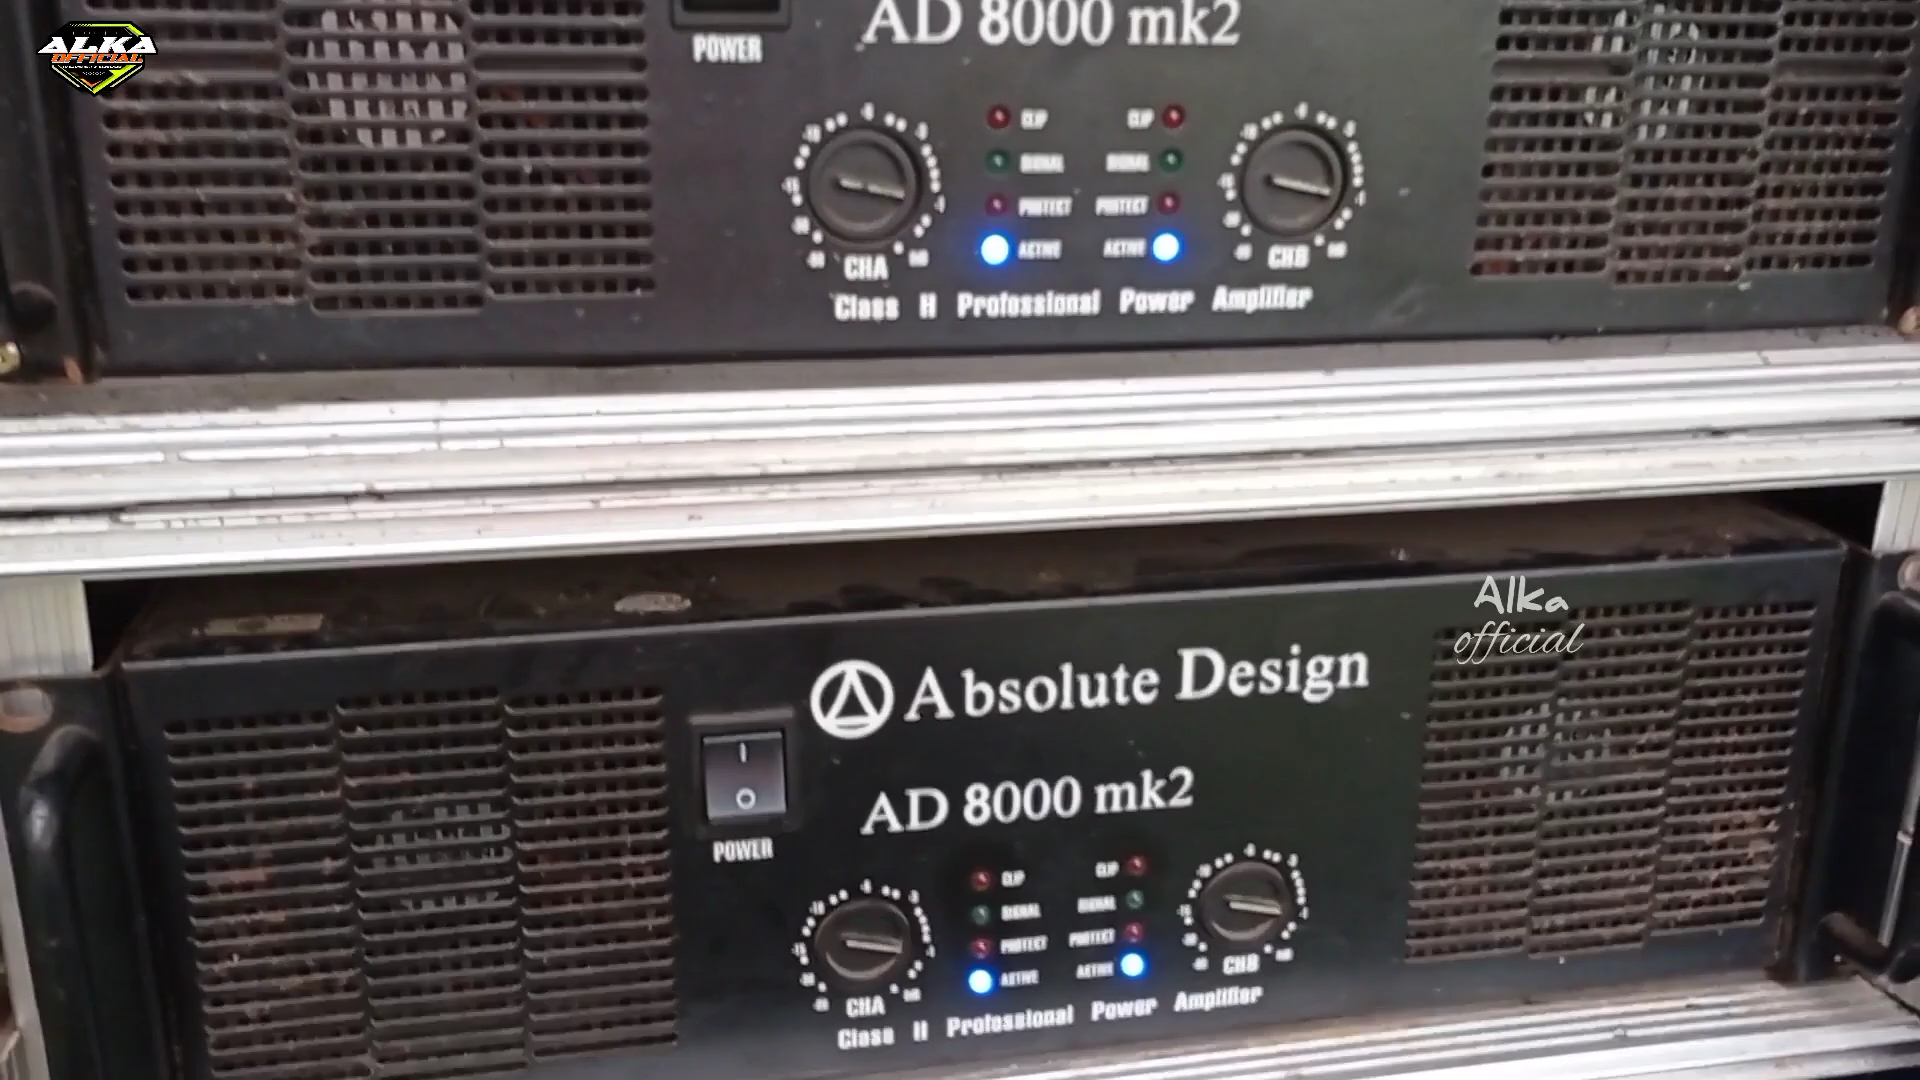 ALKA
OFFICIAL
AD 8000 mk2
POWER
CLIP CLIP
SIGNAL SIGNAL
PROTECT PROTECT
ACTIVE ACTIVE
CHA CHB
Class H Professional Power Amplifier
Alka
official
Absolute Design
AD 8000 mk2
POWER
CLIP CLIP
SIGNAL SIGNAL
PROTECT PROTECT
ACTIVE ACTIVE
CHA CHB
Class H Professional Power Amplifier